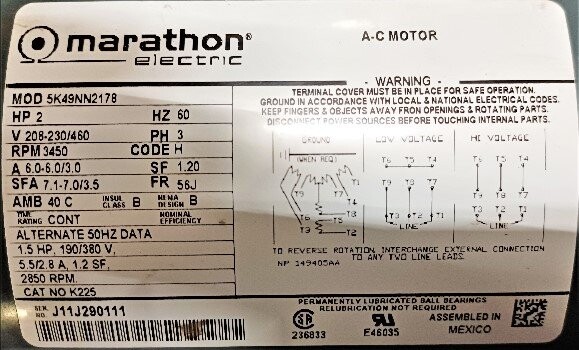 marathon®
electric
A-C MOTOR
WARNING
TERMINAL COVER MUST BE IN PLACE FOR SAFE OPERATION.
GROUND IN ACCORDANCE WITH LOCAL & NATIONAL ELECTRICAL CODES.
KEEP FINGERS & OBJECTS AWAY FROM OPENINGS & ROTATING PARTS.
DISCONNECT POWER SOURCES BEFORE TOUCHING INTERNAL PARTS.
MOD 5K49NN2178
HP 2 HZ 60
V 208-230/460 PH 3
RPM 3450 CODE H
A 6.0-6.0/3.0 SF 1.20
SFA 7.1-7.0/3.5 FR 56J
AMB 40 C INSUL CLASS B NEMA DESIGN B
TIME RATING CONT NOMINAL EFFICIENCY
ALTERNATE 50HZ DATA
1.5 HP, 190/380 V,
5.5/2.8 A, 1.2 SF,
2850 RPM.
CAT NO K225
SER. J11J290111
GROUND
(WHEN REQ.)
T1
T3
T5
T2
LOW VOLTAGE
T6 T5 T4
T9 T8 T7
T3 T2 T1
LINE
HI VOLTAGE
T6 T5 T4
T9 T8 T7
T3 T2 T1
LINE
TO REVERSE ROTATION, INTERCHANGE EXTERNAL CONNECTION
TO ANY TWO LINE LEADS.
NP 149405AA
PERMANENTLY LUBRICATED BALL BEARINGS
RELUBRICATION NOT REQUIRED
236833
E46035
ASSEMBLED IN
MEXICO